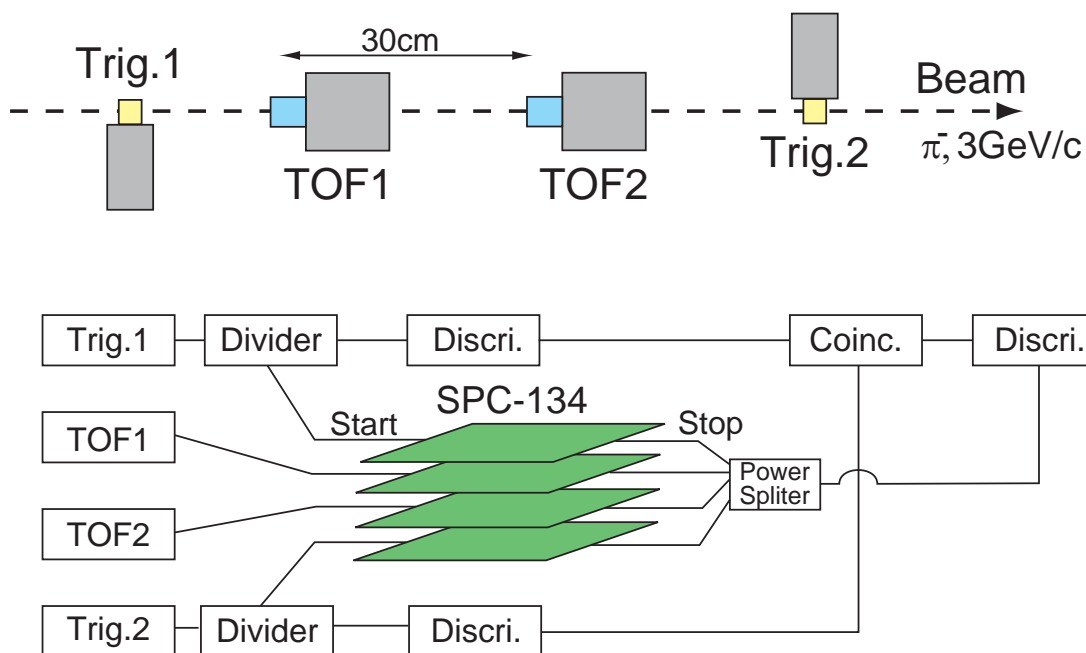 30cm
Trig.1
Beam
TOF1
TOF2
Trig.2
π⁻, 3GeV/c
Trig.1
Divider
Discri.
Coinc.
Discri.
SPC-134
Start
Stop
TOF1
Power
Spliter
TOF2
Trig.2
Divider
Discri.